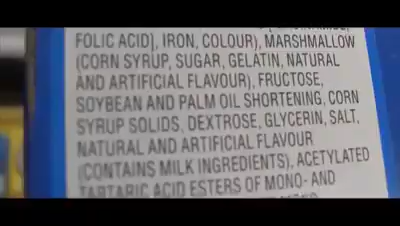 FOLIC ACID], IRON, COLOUR), MARSHMALLOW
(CORN SYRUP, SUGAR, GELATIN, NATURAL
AND ARTIFICIAL FLAVOUR), FRUCTOSE,
SOYBEAN AND PALM OIL SHORTENING, CORN
SYRUP SOLIDS, DEXTROSE, GLYCERIN, SALT,
NATURAL AND ARTIFICIAL FLAVOUR
(CONTAINS MILK INGREDIENTS), ACETYLATED
TARTARIC ACID ESTERS OF MONO- AND